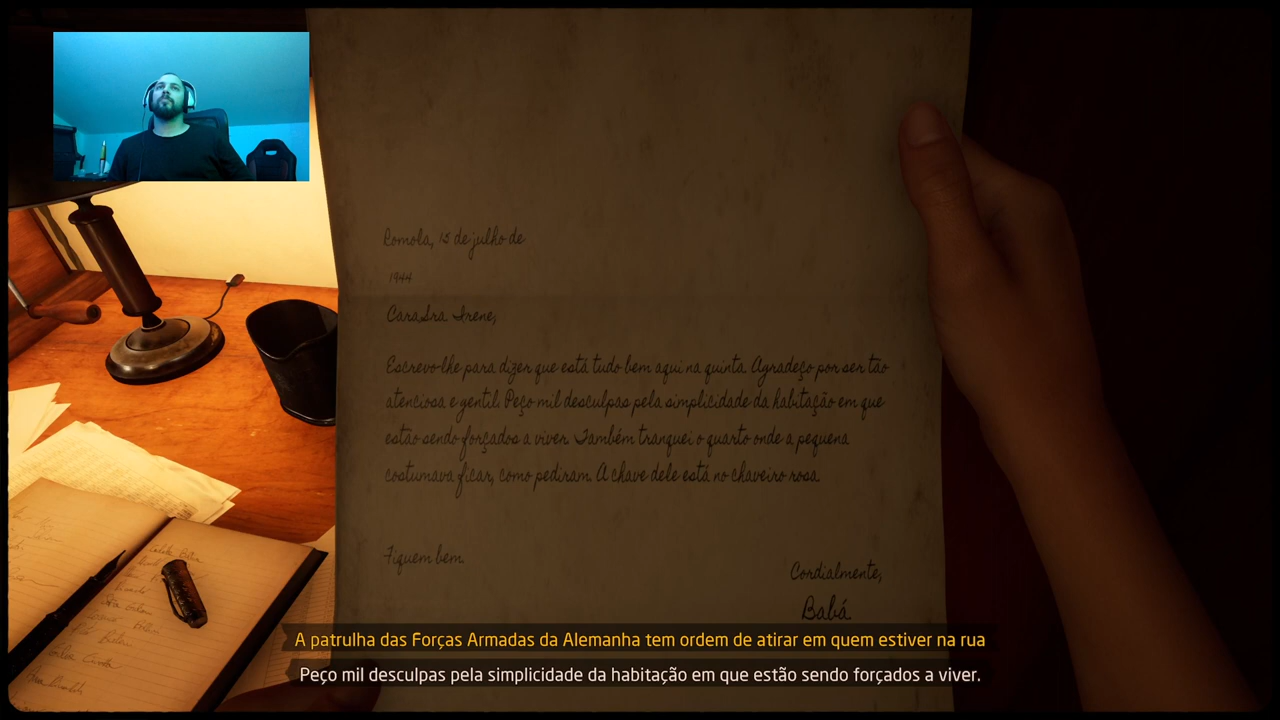 Romola, 15 de julho de
1944
Cara Sra Irene,
Escrevo-lhe para dizer que está tudo bem aqui na quinta. Agradeço por ser tão
atenciosa e gentil. Peço mil desculpas pela simplicidade da habitação em que
estão sendo forçados a viver. Também tranquei o quarto onde a pequena
costumava ficar, como pediram. A chave dele está no chaveiro rosa.
Fiquem bem.
Cordialmente,
Babá
A patrulha das Forças Armadas da Alemanha tem ordem de atirar em quem estiver na rua
Peço mil desculpas pela simplicidade da habitação em que estão sendo forçados a viver.